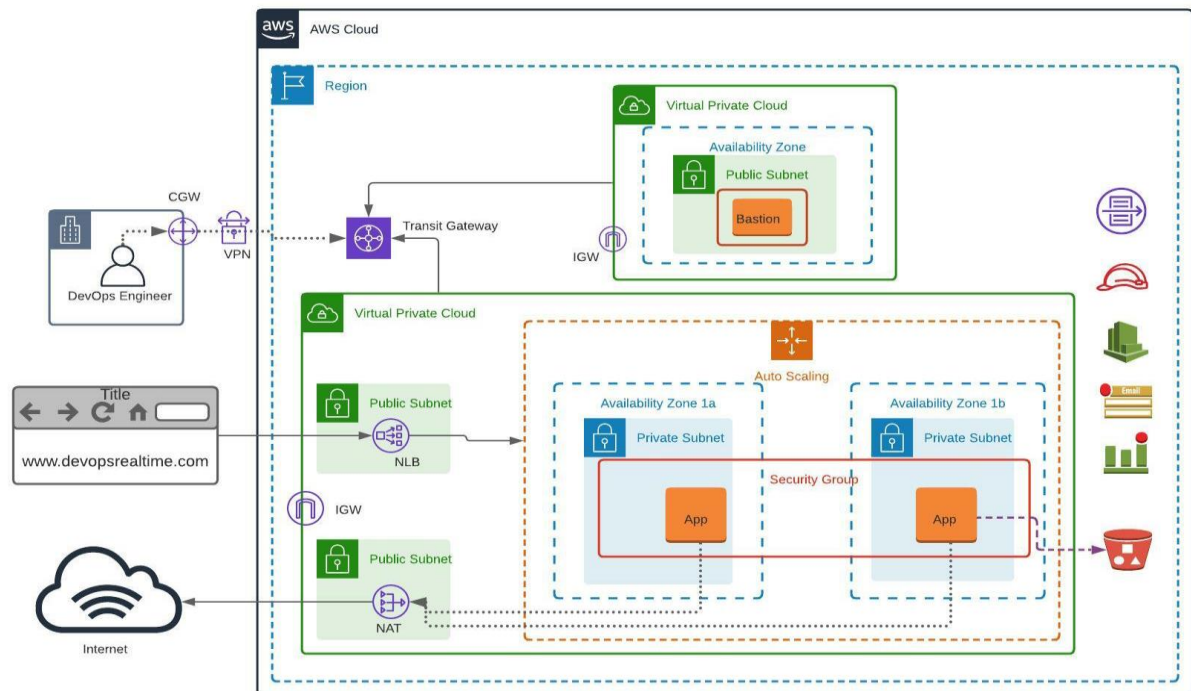 aws
AWS Cloud
Region
Virtual Private Cloud
Availability Zone
Public Subnet
Bastion
CGW
VPN
Transit Gateway
IGW
DevOps Engineer
Virtual Private Cloud
Auto Scaling
Title
www.devopsrealtime.com
Public Subnet
NLB
Availability Zone 1a
Availability Zone 1b
Private Subnet
Private Subnet
Security Group
App
App
Email
IGW
Public Subnet
NAT
Internet